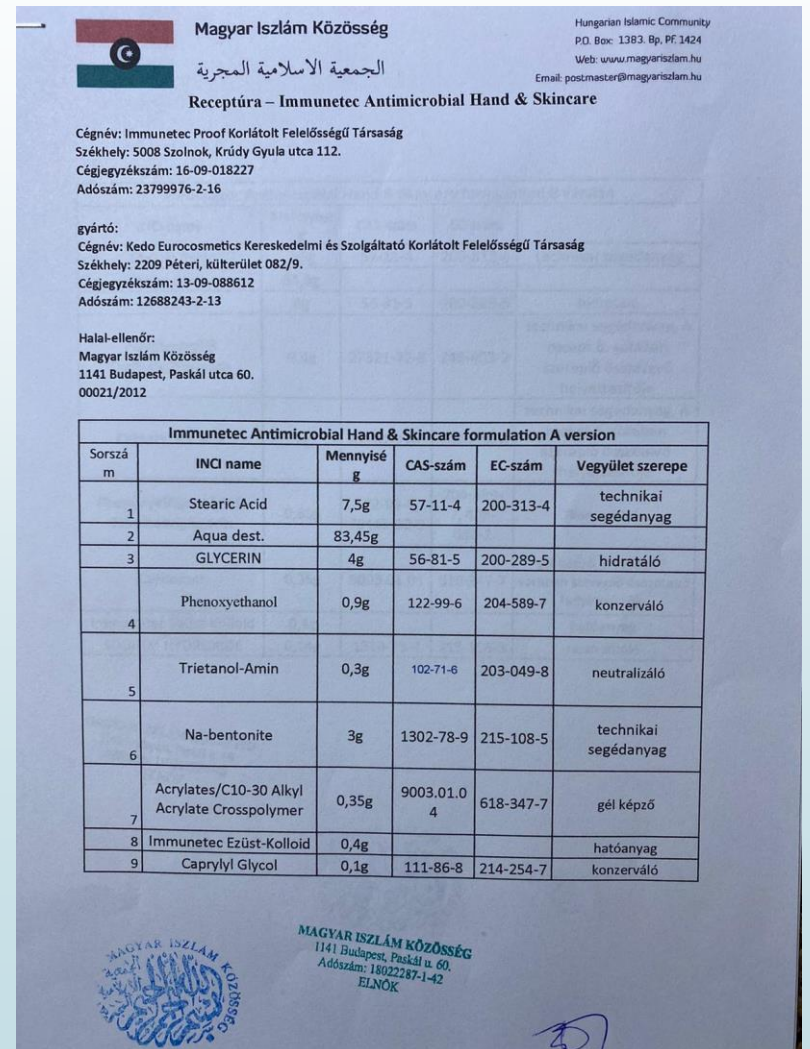 Magyar Iszlám Közösség
الجمعية الاسلامية المجرية
Hungarian Islamic Community
P.O. Box: 1383. Bp, Pf. 1424
Web: www.magyariszlam.hu
Email: postmaster@magyariszlam.hu
Receptúra – Immunetec Antimicrobial Hand & Skincare
Cégnév: Immunetec Proof Korlátolt Felelősségű Társaság
Székhely: 5008 Szolnok, Krúdy Gyula utca 112.
Cégjegyzékszám: 16-09-018227
Adószám: 23799976-2-16
gyártó:
Cégnév: Kedo Eurocosmetics Kereskedelmi és Szolgáltató Korlátolt Felelősségű Társaság
Székhely: 2209 Péteri, külterület 082/9.
Cégjegyzékszám: 13-09-088612
Adószám: 12688243-2-13
Halal-ellenőr:
Magyar Iszlám Közösség
1141 Budapest, Paskál utca 60.
00021/2012
Immunetec Antimicrobial Hand & Skincare formulation A version
Sorszá
m
INCI name
Mennyisé
g
CAS-szám
EC-szám
Vegyület szerepe
1
Stearic Acid
7,5g
57-11-4
200-313-4
technikai
segédanyag
2
Aqua dest.
83,45g
3
GLYCERIN
4g
56-81-5
200-289-5
hidratáló
4
Phenoxyethanol
0,9g
122-99-6
204-589-7
konzerváló
5
Trietanol-Amin
0,3g
102-71-6
203-049-8
neutralizáló
6
Na-bentonite
3g
1302-78-9
215-108-5
technikai
segédanyag
7
Acrylates/C10-30 Alkyl
Acrylate Crosspolymer
0,35g
9003.01.0
4
618-347-7
gél képző
8
Immunetec Ezüst-Kolloid
0,4g
hatóanyag
9
Caprylyl Glycol
0,1g
111-86-8
214-254-7
konzerváló
MAGYAR ISZLÁM KÖZÖSSÉG
MAGYAR ISZLÁM KÖZÖSSÉG
1141 Budapest, Paskál u. 60.
Adószám: 18022287-1-42
ELNÖK